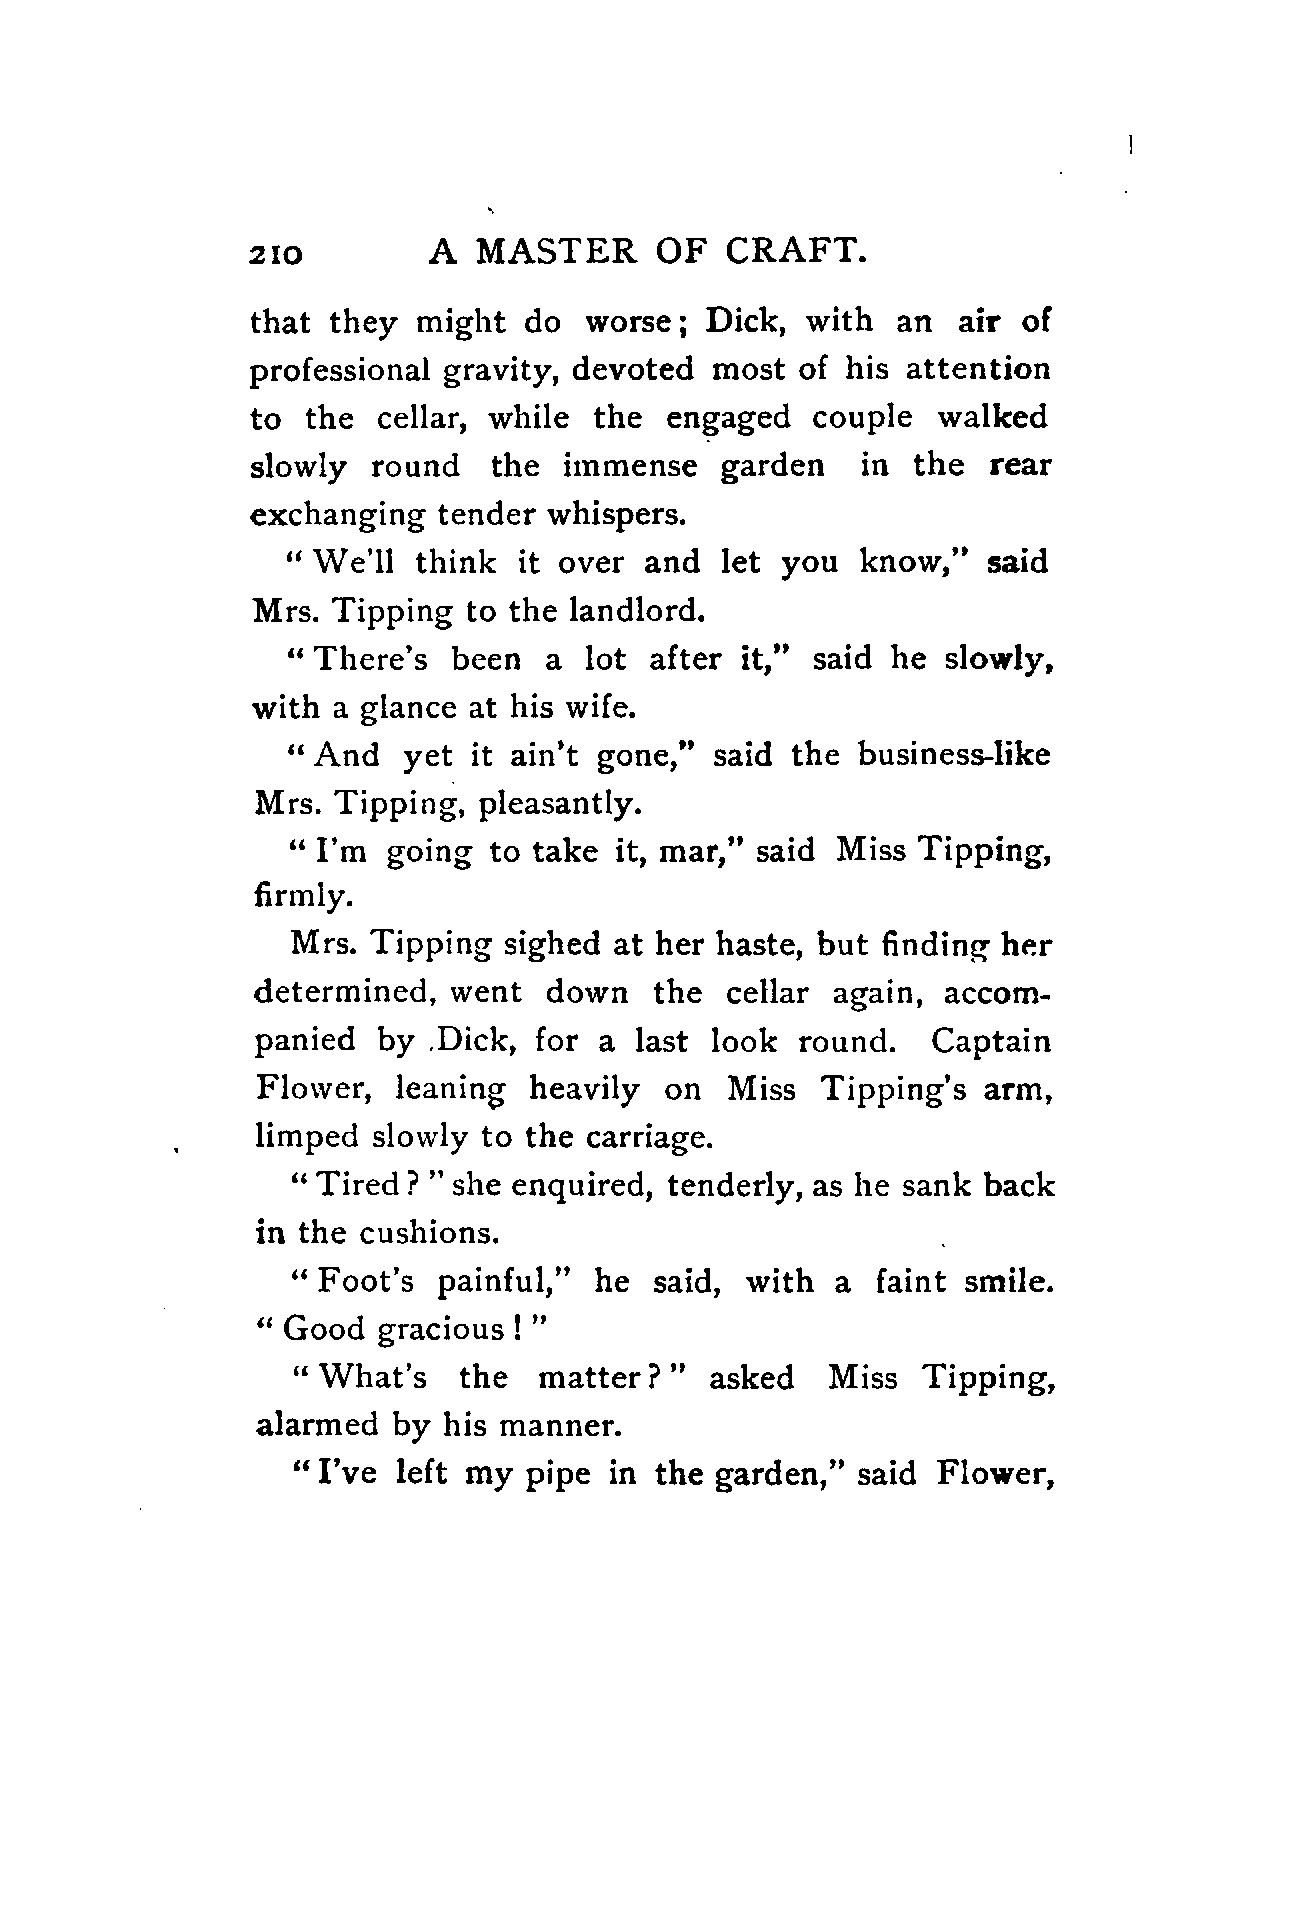 210 A MASTER OF CRAFT.
that they might do worse; Dick, with an air of
professional gravity, devoted most of his attention
to the cellar, while the engaged couple walked
slowly round the immense garden in the rear
exchanging tender whispers.
“ We’ll think it over and let you know,” said
Mrs. Tipping to the landlord.
“ There’s been a lot after it,” said he slowly,
with a glance at his wife.
“ And yet it ain’t gone,” said the business-like
Mrs. Tipping, pleasantly.
“ I’m going to take it, mar,” said Miss Tipping,
firmly.
Mrs. Tipping sighed at her haste, but finding her
determined, went down the cellar again, accom-
panied by Dick, for a last look round. Captain
Flower, leaning heavily on Miss Tipping’s arm,
limped slowly to the carriage.
“ Tired ? ” she enquired, tenderly, as he sank back
in the cushions.
“ Foot’s painful,” he said, with a faint smile.
“ Good gracious ! ”
“ What’s the matter ? ” asked Miss Tipping,
alarmed by his manner.
“ I’ve left my pipe in the garden,” said Flower,